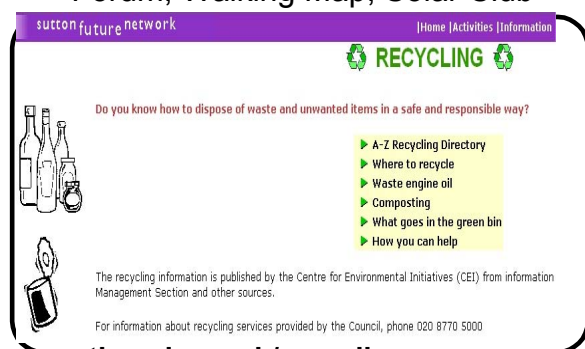 Forum, Walking map, Solar Club
sutton future network |Home |Activities |Information
RECYCLING
Do you know how to dispose of waste and unwanted items in a safe and responsible way?
A-Z Recycling Directory
Where to recycle
Waste engine oil
Composting
What goes in the green bin
How you can help
The recycling information is published by the Centre for Environmental Initiatives (CEI) from information
Management Section and other sources.
For information about recycling services provided by the Council, phone 020 8770 5000